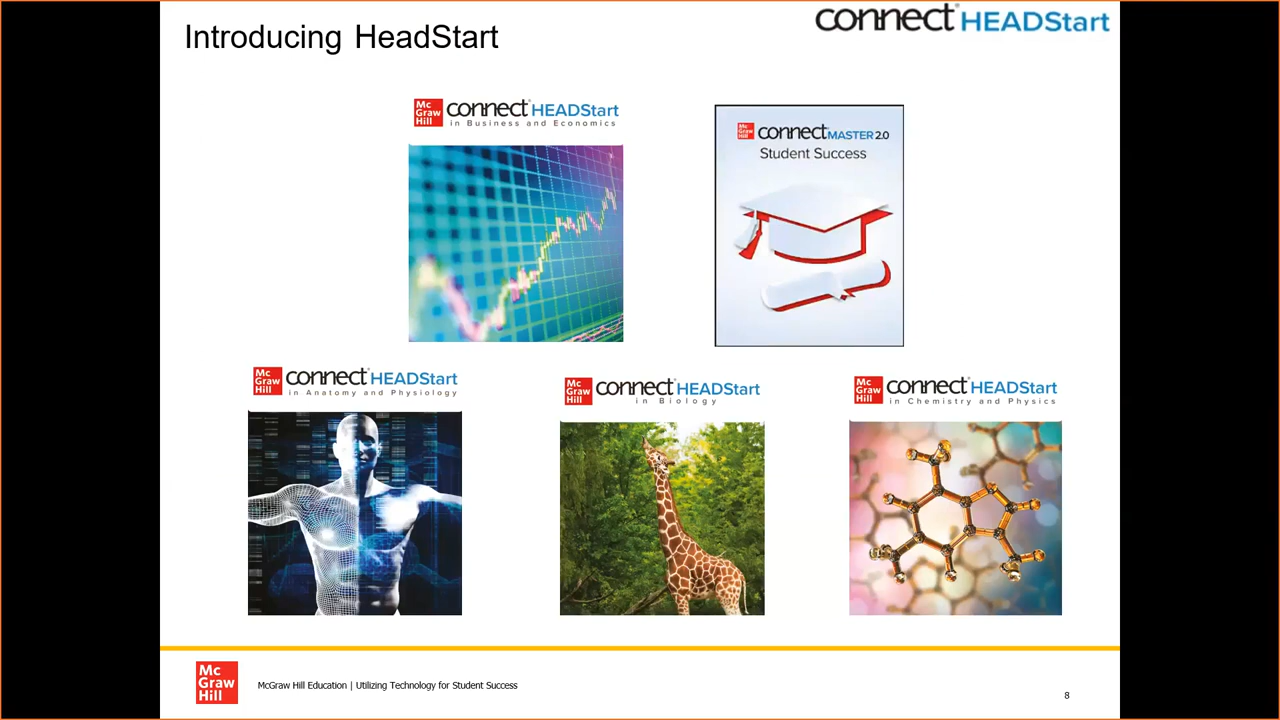 Introducing HeadStart
connect HEADStart
Mc
Graw
Hill
connect HEADStart
in Business and Economics
Mc
Graw
Hill
connect MASTER 2.0
Student Success
Mc
Graw
Hill
connect HEADStart
in Anatomy and Physiology
Mc
Graw
Hill
connect HEADStart
in Biology
Mc
Graw
Hill
connect HEADStart
in Chemistry and Physics
Mc
Graw
Hill
McGraw Hill Education | Utilizing Technology for Student Success
8